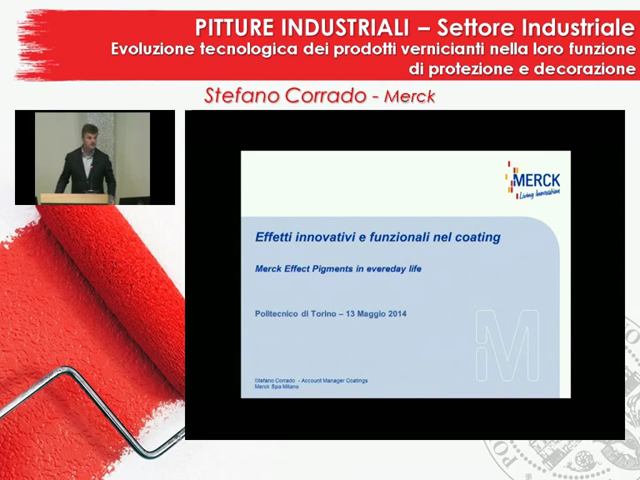 PITTURE INDUSTRIALI – Settore Industriale
Evoluzione tecnologica dei prodotti vernicianti nella loro funzione
di protezione e decorazione
Stefano Corrado - Merck
MERCK
Living Innovation
Effetti innovativi e funzionali nel coating
Merck Effect Pigments in evereday life
Politecnico di Torino – 13 Maggio 2014
M
Stefano Corrado - Account Manager Coatings
Merck Spa Milano